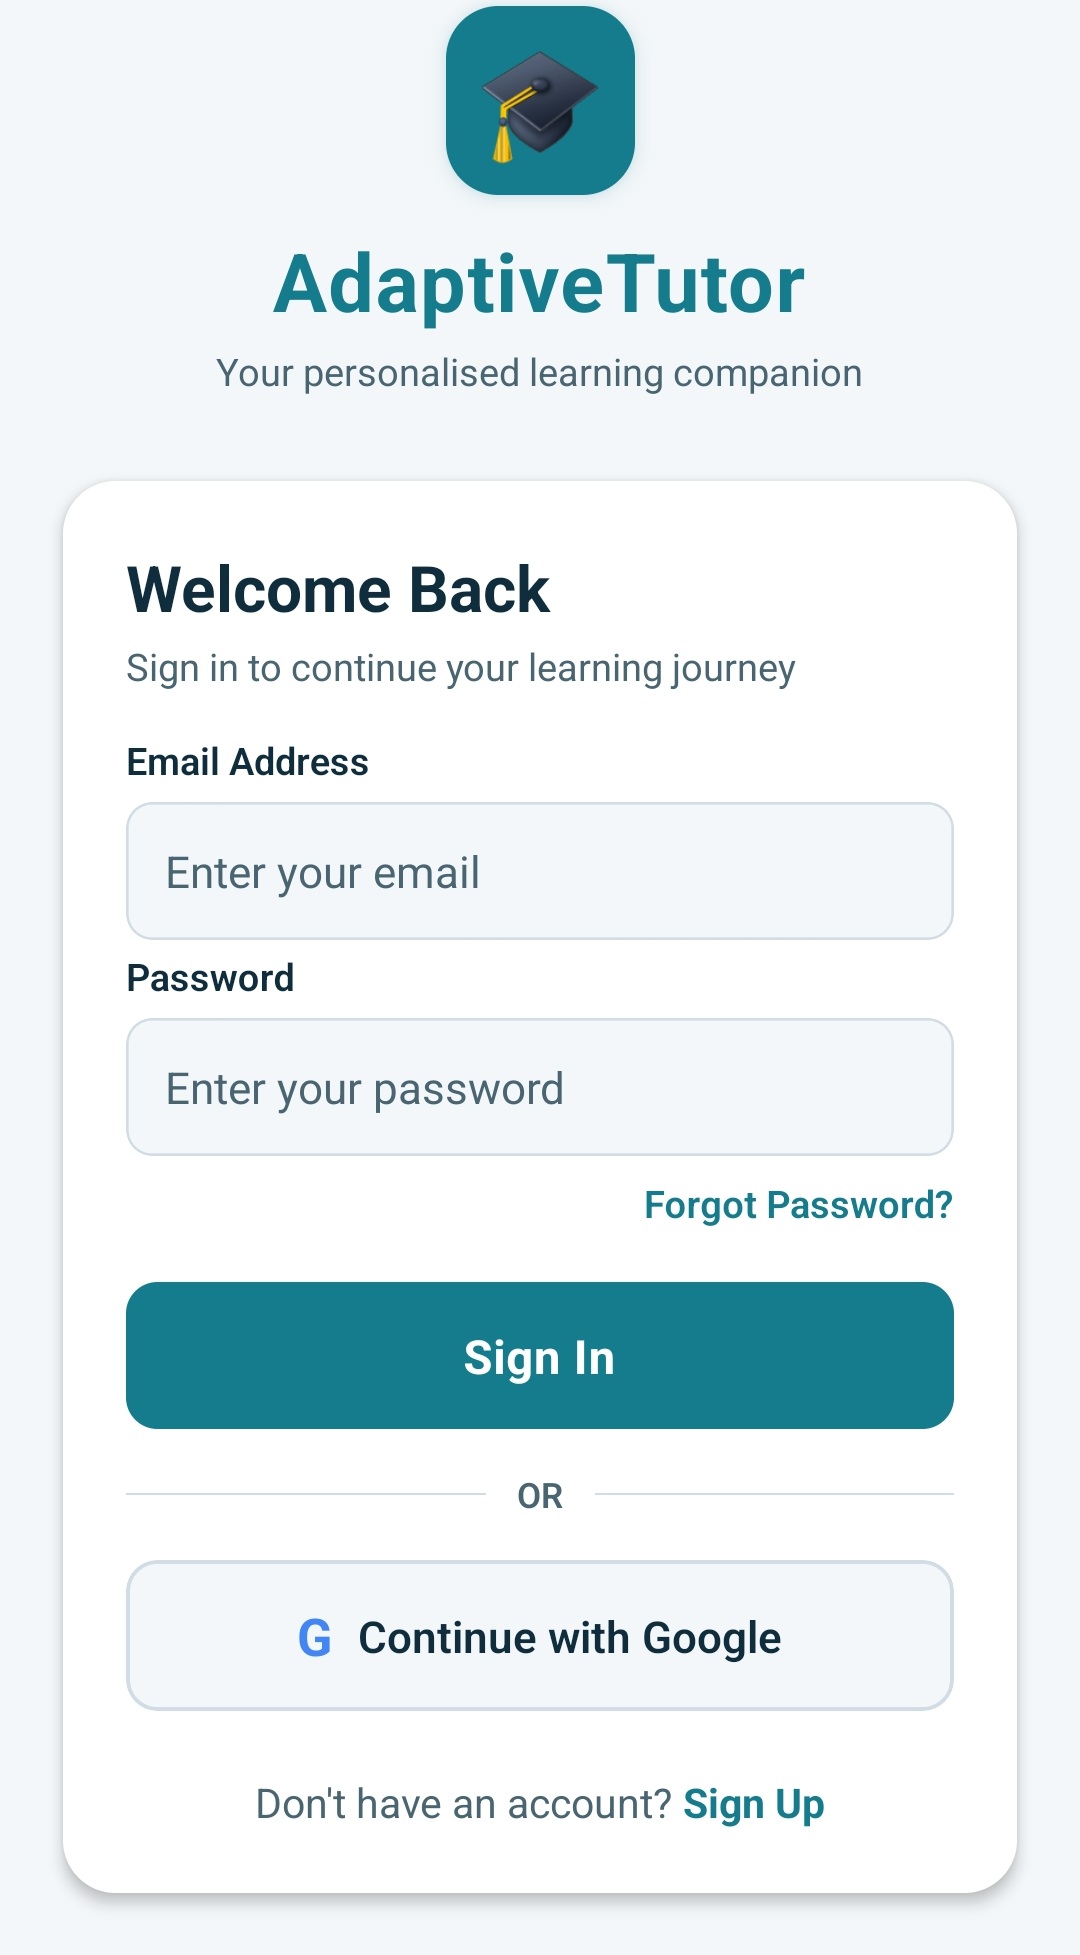 AdaptiveTutor
Your personalised learning companion
Welcome Back
Sign in to continue your learning journey
Email Address
Enter your email
Password
Enter your password
Forgot Password?
Sign In
OR
G Continue with Google
Don't have an account? Sign Up